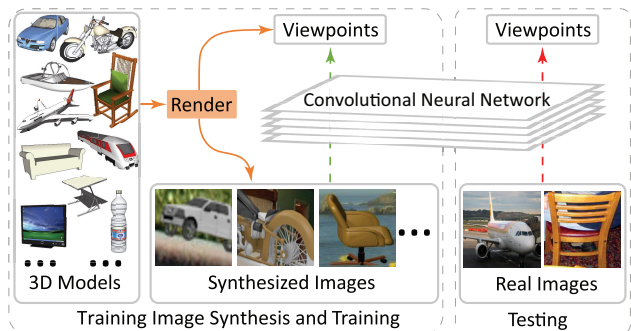 Viewpoints
Viewpoints
Render
Convolutional Neural Network
3D Models
Synthesized Images
Real Images
Training Image Synthesis and Training
Testing